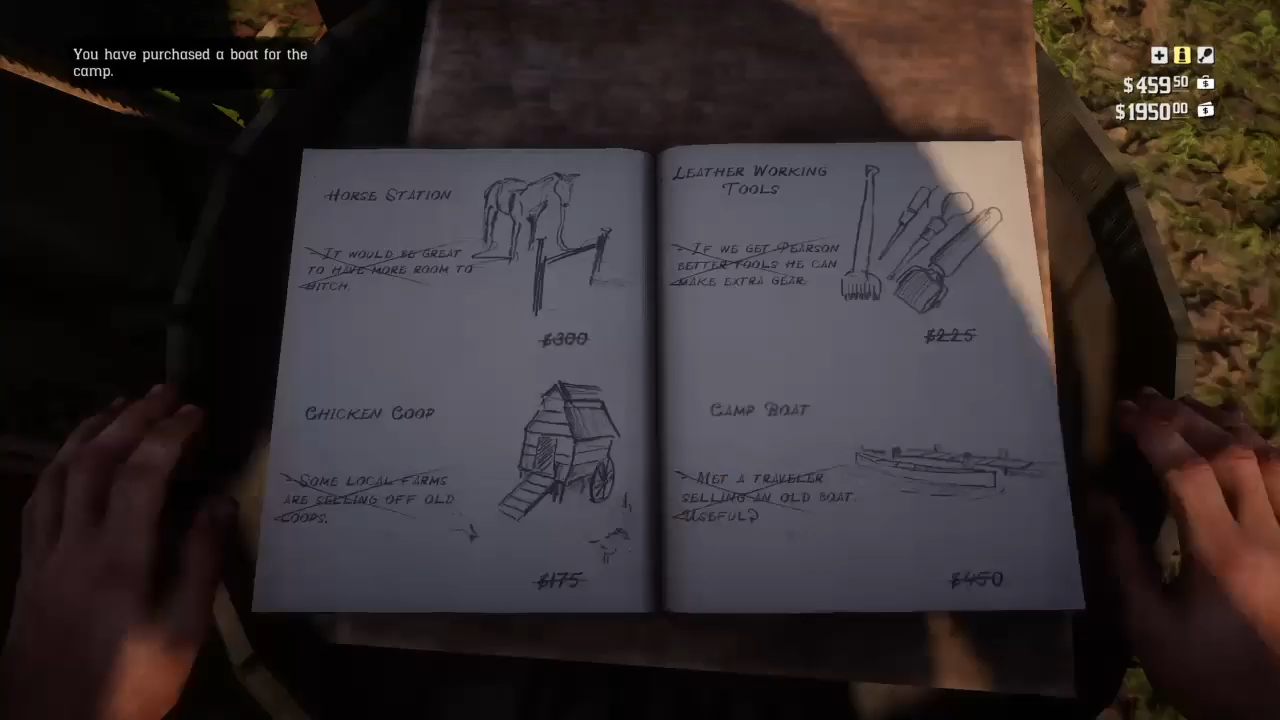 You have purchased a boat for the
camp.
$459 50
$1950 00
Horse Station
It would be great
to have more room to
hitch.
$300
Chicken Coop
Some local farms
are selling off old
coops.
$175
Leather Working
Tools
If we get Pearson
better tools he can
make extra gear.
$225
Camp Boat
Met a traveler
selling an old boat.
Useful?
$450